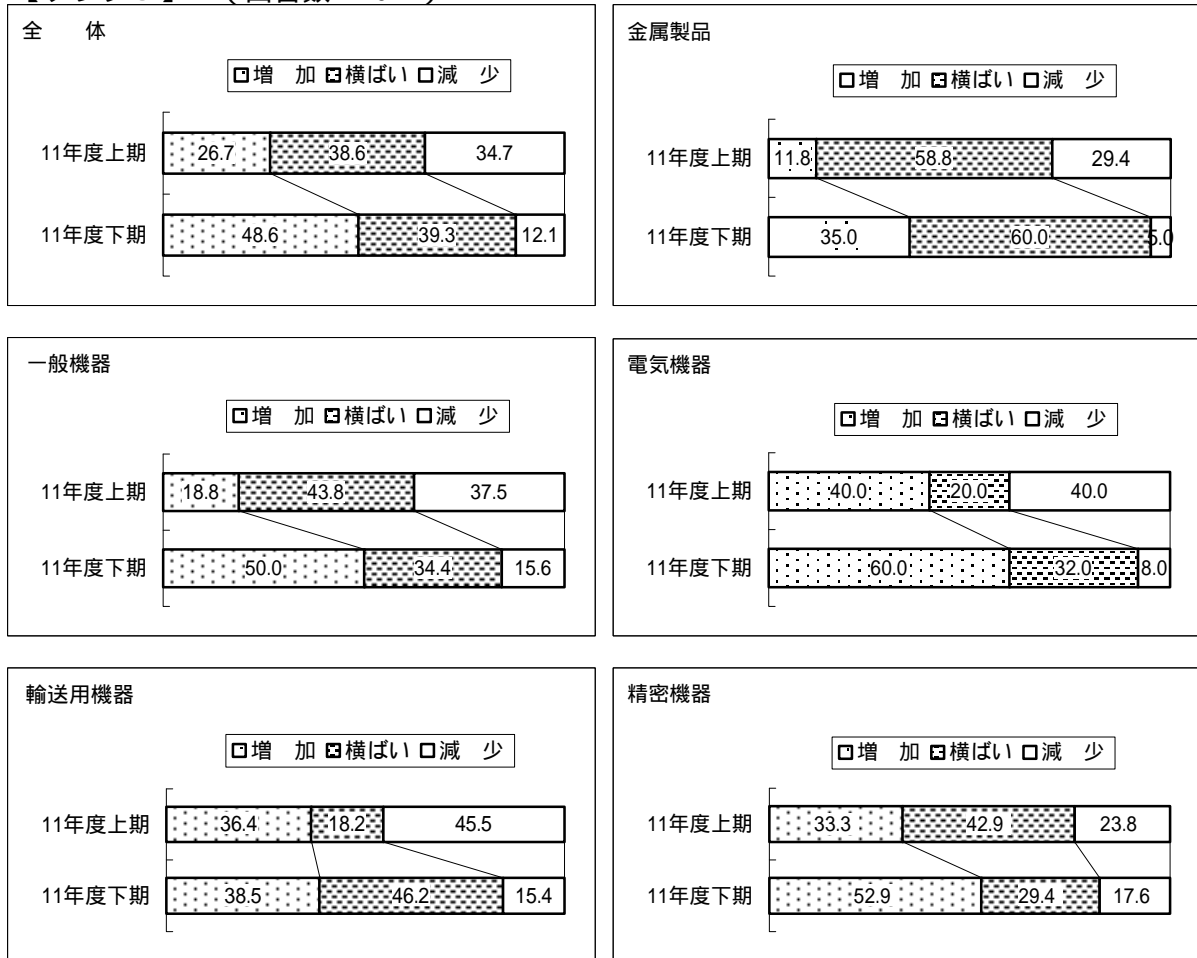 全 体
□増 加 □横ばい □減 少
11年度上期 26.7 38.6 34.7
11年度下期 48.6 39.3 12.1
金属製品
□増 加 □横ばい □減 少
11年度上期 11.8 58.8 29.4
11年度下期 35.0 60.0 5.0
一般機器
□増 加 □横ばい □減 少
11年度上期 18.8 43.8 37.5
11年度下期 50.0 34.4 15.6
電気機器
□増 加 □横ばい □減 少
11年度上期 40.0 20.0 40.0
11年度下期 60.0 32.0 8.0
輸送用機器
□増 加 □横ばい □減 少
11年度上期 36.4 18.2 45.5
11年度下期 38.5 46.2 15.4
精密機器
□増 加 □横ばい □減 少
11年度上期 33.3 42.9 23.8
11年度下期 52.9 29.4 17.6